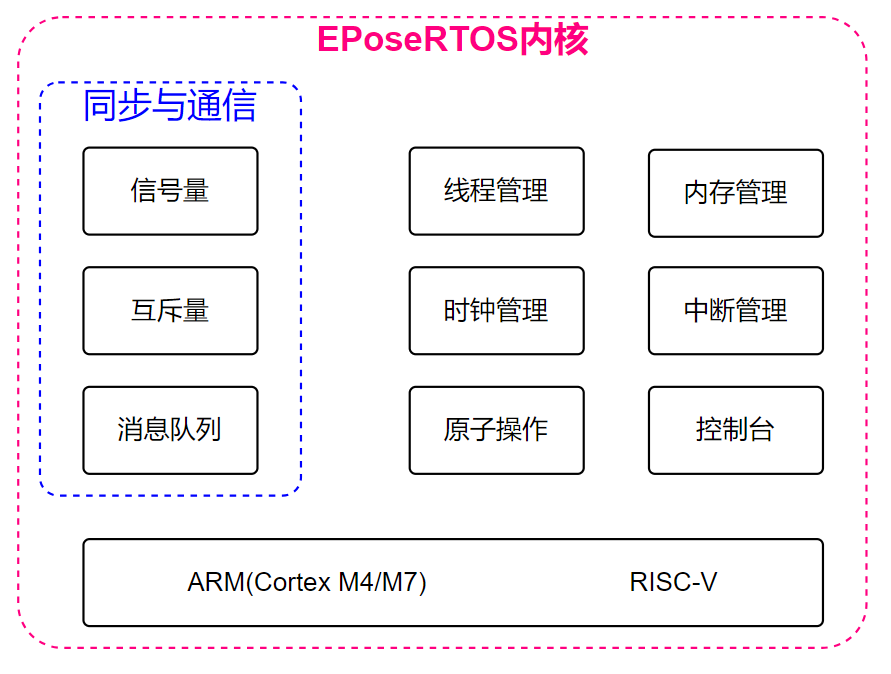 EPoseRTOS内核
同步与通信
信号量
互斥量
消息队列
线程管理
内存管理
时钟管理
中断管理
原子操作
控制台
ARM(Cortex M4/M7)
RISC-V